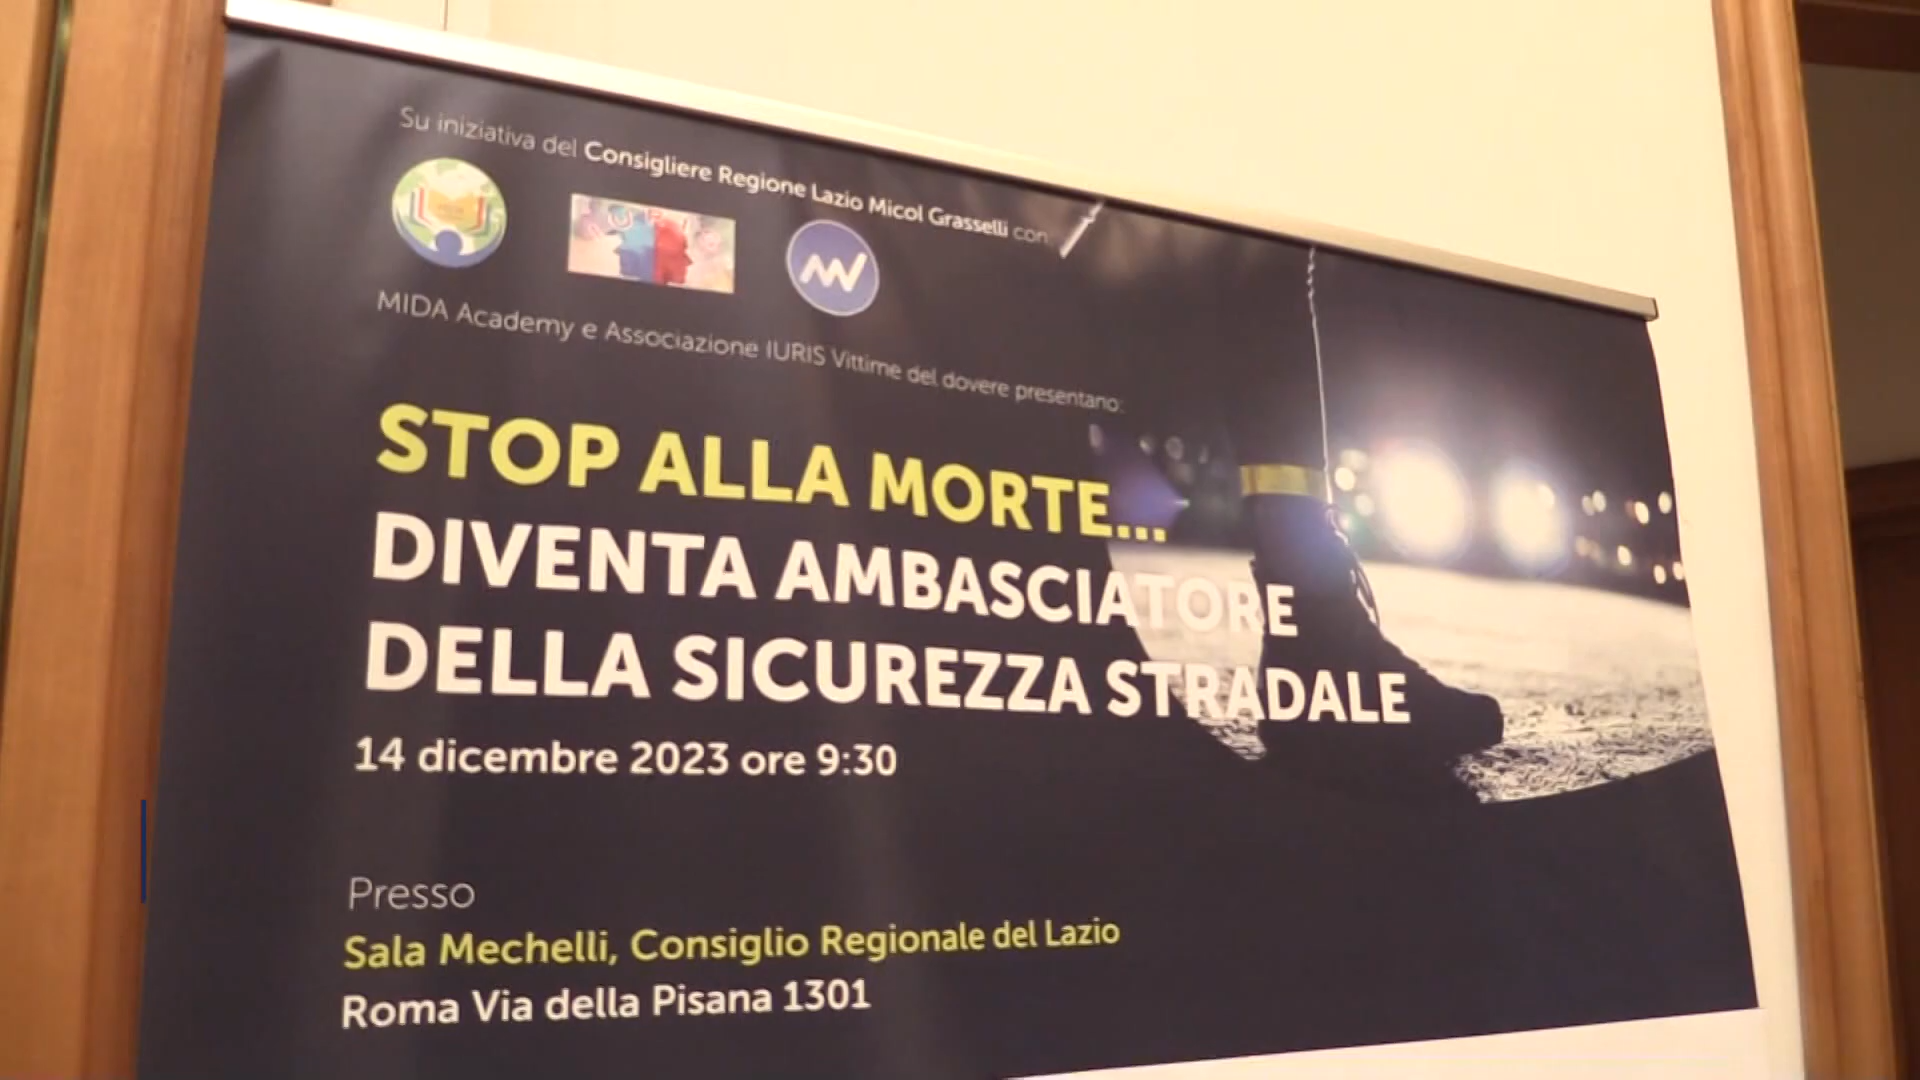 Su iniziativa del Consigliere Regione Lazio Micol Grasselli con
MIDA Academy e Associazione IURIS Vittime del dovere presentano:
STOP ALLA MORTE...
DIVENTA AMBASCIATORE
DELLA SICUREZZA STRADALE
14 dicembre 2023 ore 9:30
Presso
Sala Mechelli, Consiglio Regionale del Lazio
Roma Via della Pisana 1301